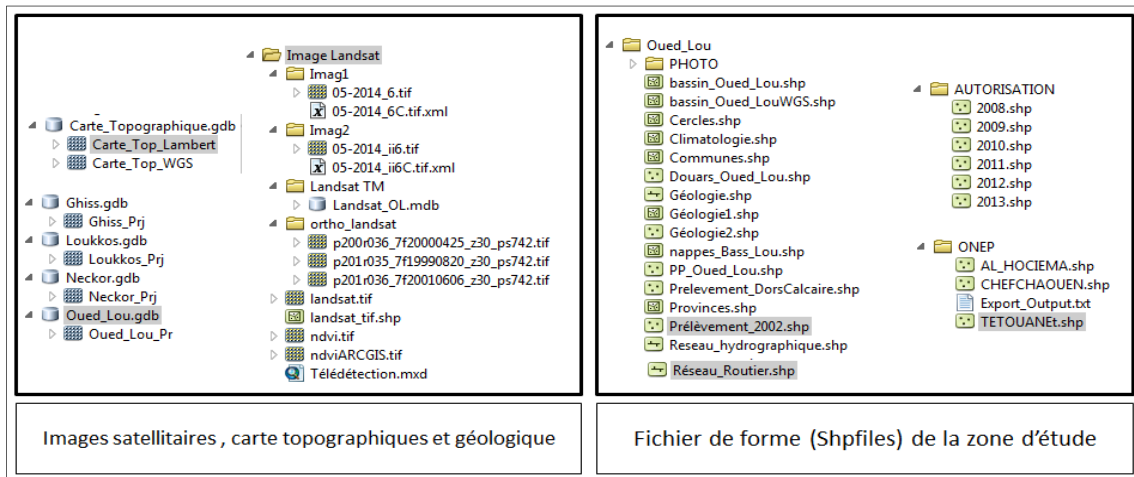 Carte_Topographique.gdb
Carte_Top_Lambert
Carte_Top_WGS
Ghiss.gdb
Ghiss_Prj
Loukkos.gdb
Loukkos_Prj
Neckor.gdb
Neckor_Prj
Oued_Lou.gdb
Oued_Lou_Pr
Image Landsat
Imag1
05-2014_6.tif
05-2014_6C.tif.xml
Imag2
05-2014_ii6.tif
05-2014_ii6C.tif.xml
Landsat TM
Landsat_OL.mdb
ortho_landsat
p200r036_7f20000425_z30_ps742.tif
p201r035_7f19990820_z30_ps742.tif
p201r036_7f20010606_z30_ps742.tif
landsat.tif
landsat_tif.shp
ndvi.tif
ndviARCGIS.tif
Télédétection.mxd
Images satellitaires , carte topographiques et géologique
Oued_Lou
PHOTO
bassin_Oued_Lou.shp
bassin_Oued_LouWGS.shp
Cercles.shp
Climatologie.shp
Communes.shp
Douars_Oued_Lou.shp
Géologie.shp
Géologie1.shp
Géologie2.shp
nappes_Bass_Lou.shp
PP_Oued_Lou.shp
Prelevement_DorsCalcaire.shp
Provinces.shp
Prélèvement_2002.shp
Reseau_hydrographique.shp
Réseau_Routier.shp
AUTORISATION
2008.shp
2009.shp
2010.shp
2011.shp
2012.shp
2013.shp
ONEP
AL_HOCIEMA.shp
CHEFCHAOUEN.shp
Export_Output.txt
TETOUANEt.shp
Fichier de forme (Shpfiles) de la zone d’étude